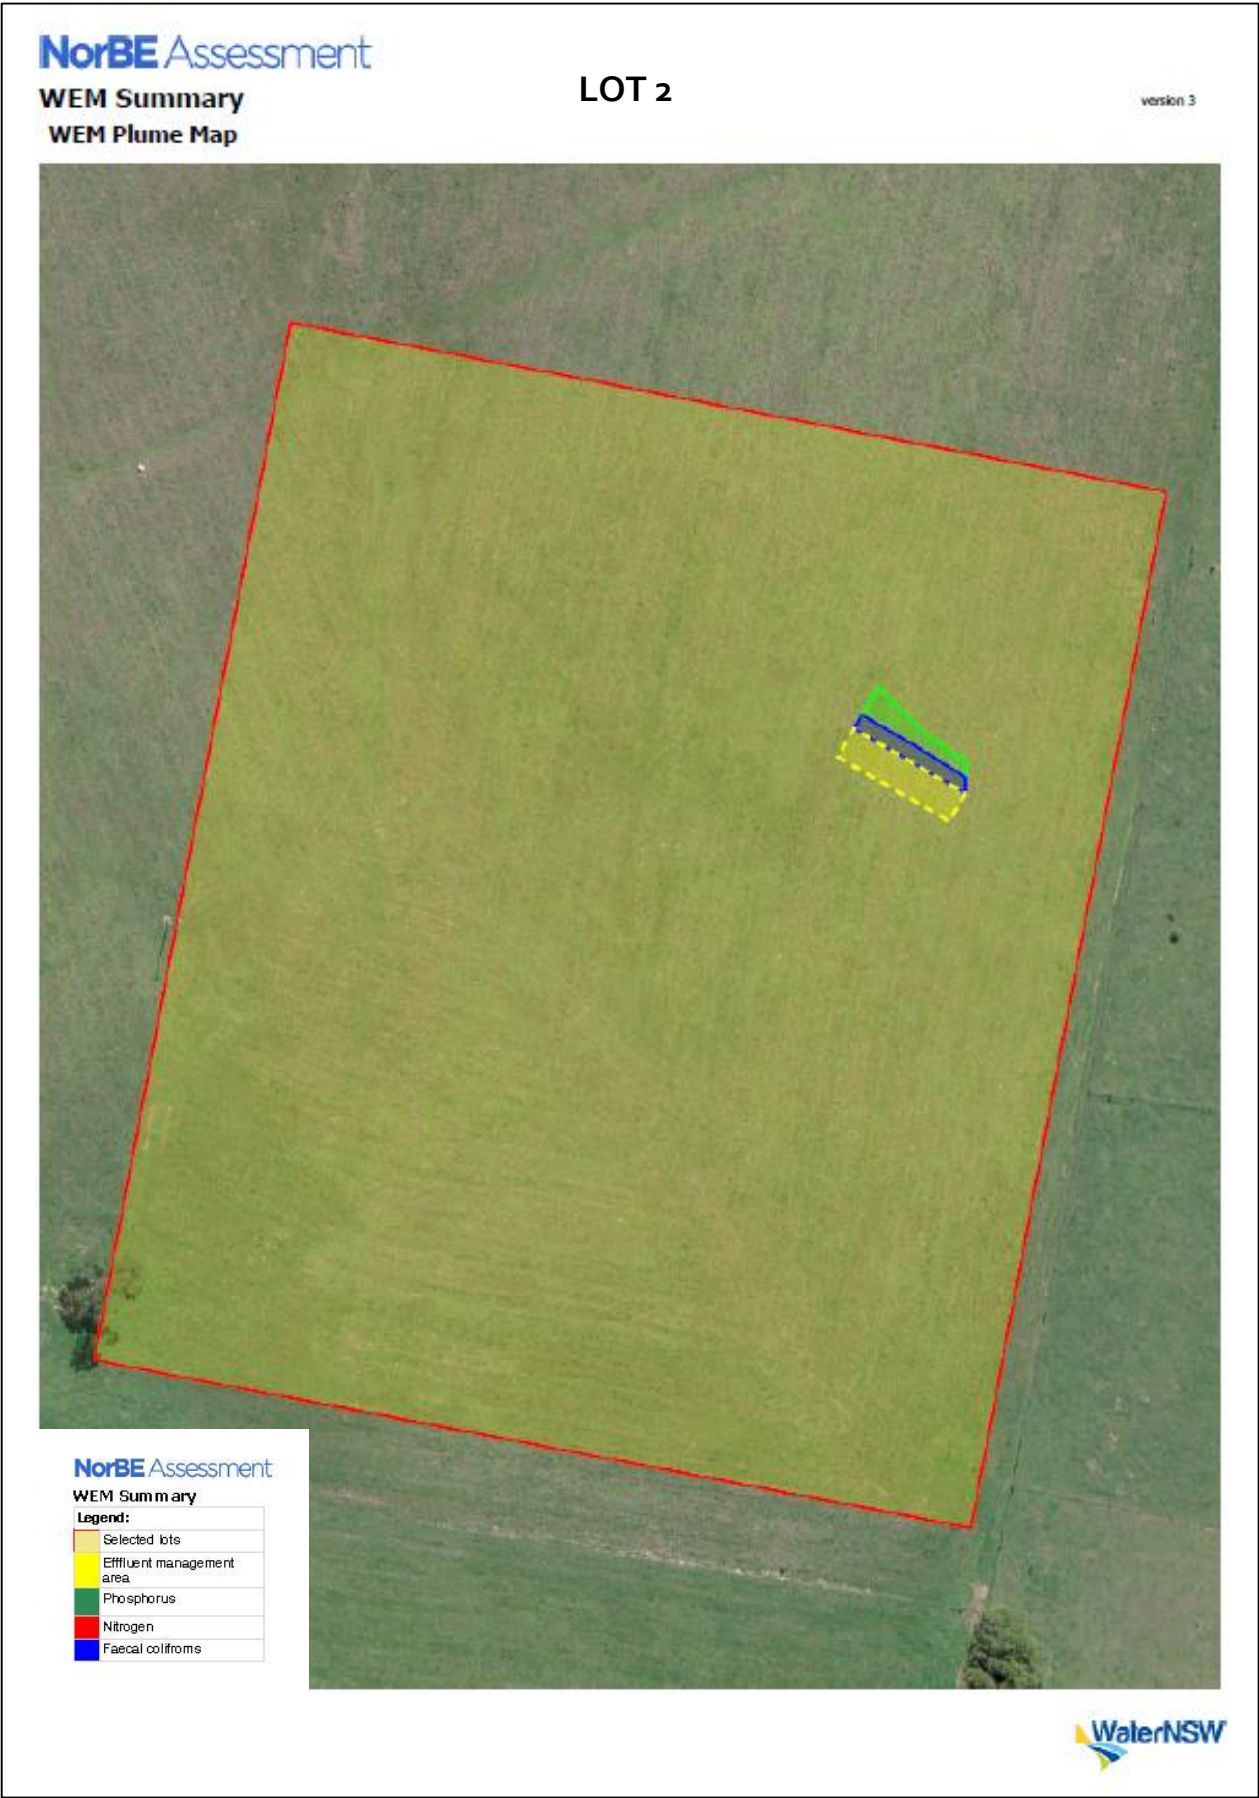 NorBE Assessment
LOT 2
WEM Summary
version 3
WEM Plume Map
NorBE Assessment
WEM Summary
Legend:
Selected lots
Efffluent management
area
Phosphorus
Nitrogen
Faecal colifroms
WaterNSW